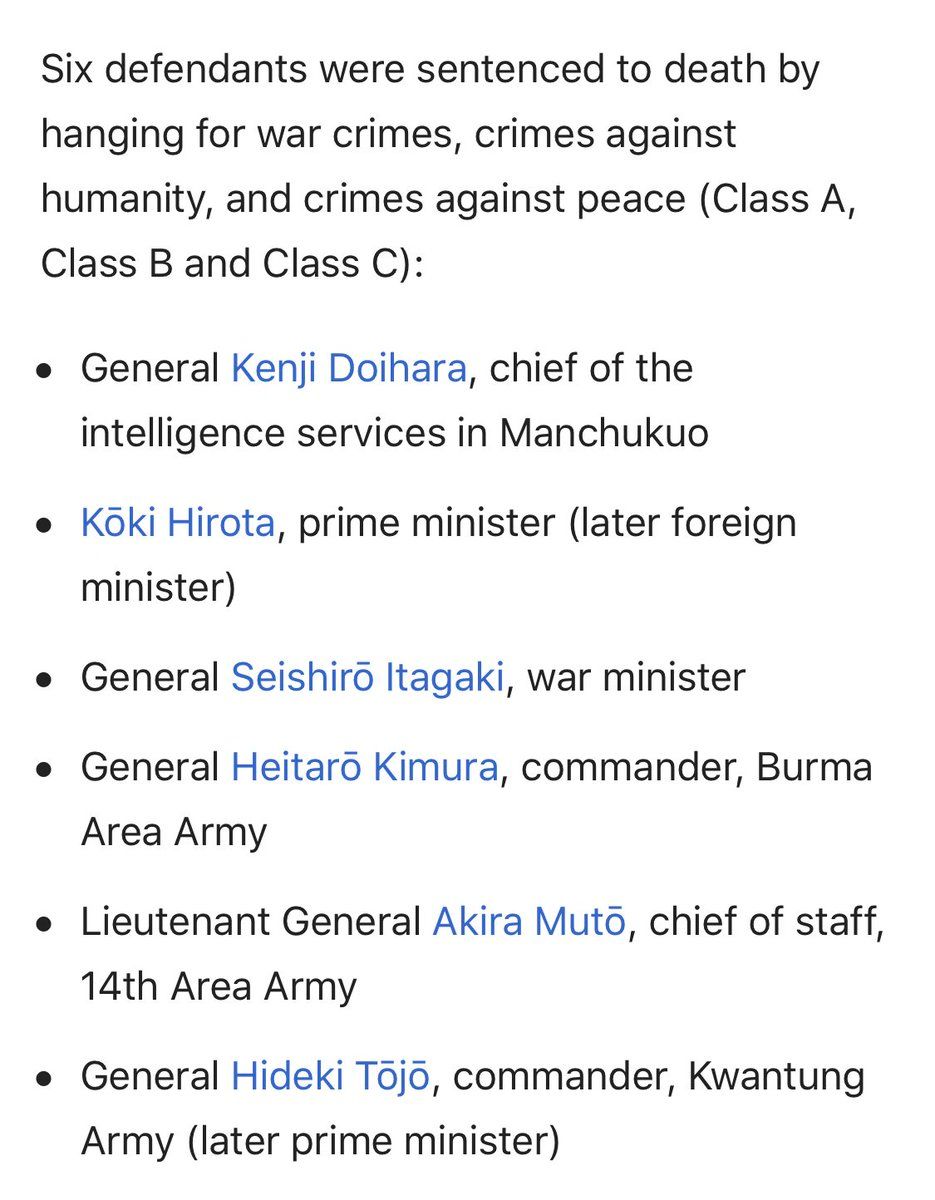 Six defendants were sentenced to death by
hanging for war crimes, crimes against
humanity, and crimes against peace (Class A,
Class B and Class C):
• General Kenji Doihara, chief of the
intelligence services in Manchukuo
• Kōki Hirota, prime minister (later foreign
minister)
• General Seishirō Itagaki, war minister
• General Heitarō Kimura, commander, Burma
Area Army
• Lieutenant General Akira Mutō, chief of staff,
14th Area Army
• General Hideki Tōjō, commander, Kwantung
Army (later prime minister)